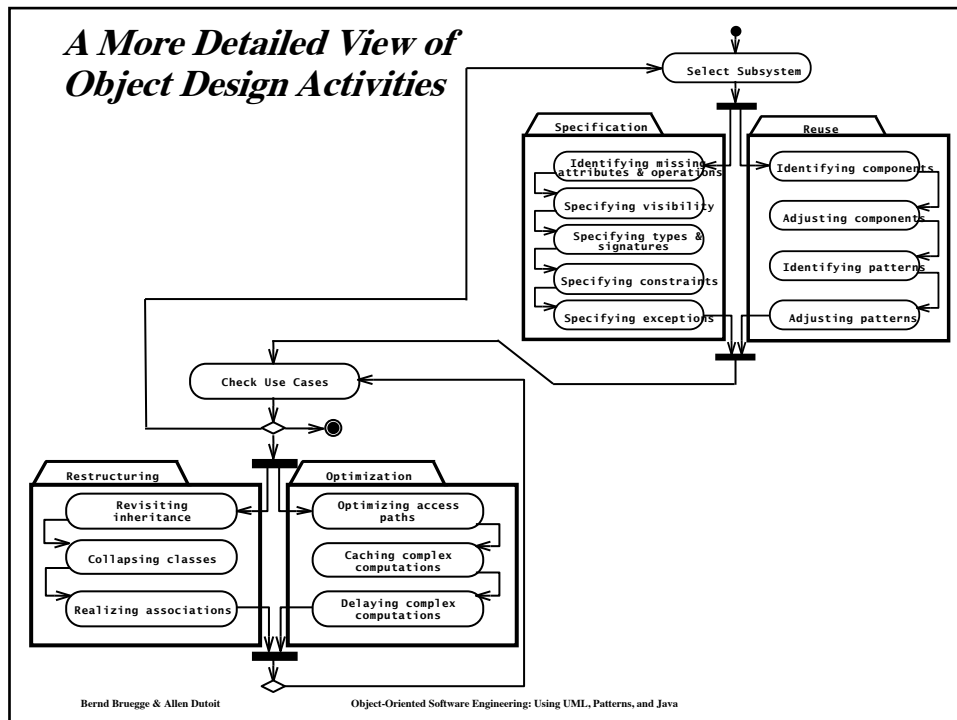 A More Detailed View of
Object Design Activities
Select Subsystem
Specification
Identifying missing
attributes & operations
Specifying visibility
Specifying types &
signatures
Specifying constraints
Specifying exceptions
Reuse
Identifying components
Adjusting components
Identifying patterns
Adjusting patterns
Check Use Cases
Restructuring
Revisiting
inheritance
Collapsing classes
Realizing associations
Optimization
Optimizing access
paths
Caching complex
computations
Delaying complex
computations
Bernd Bruegge & Allen Dutoit
Object-Oriented Software Engineering: Using UML, Patterns, and Java